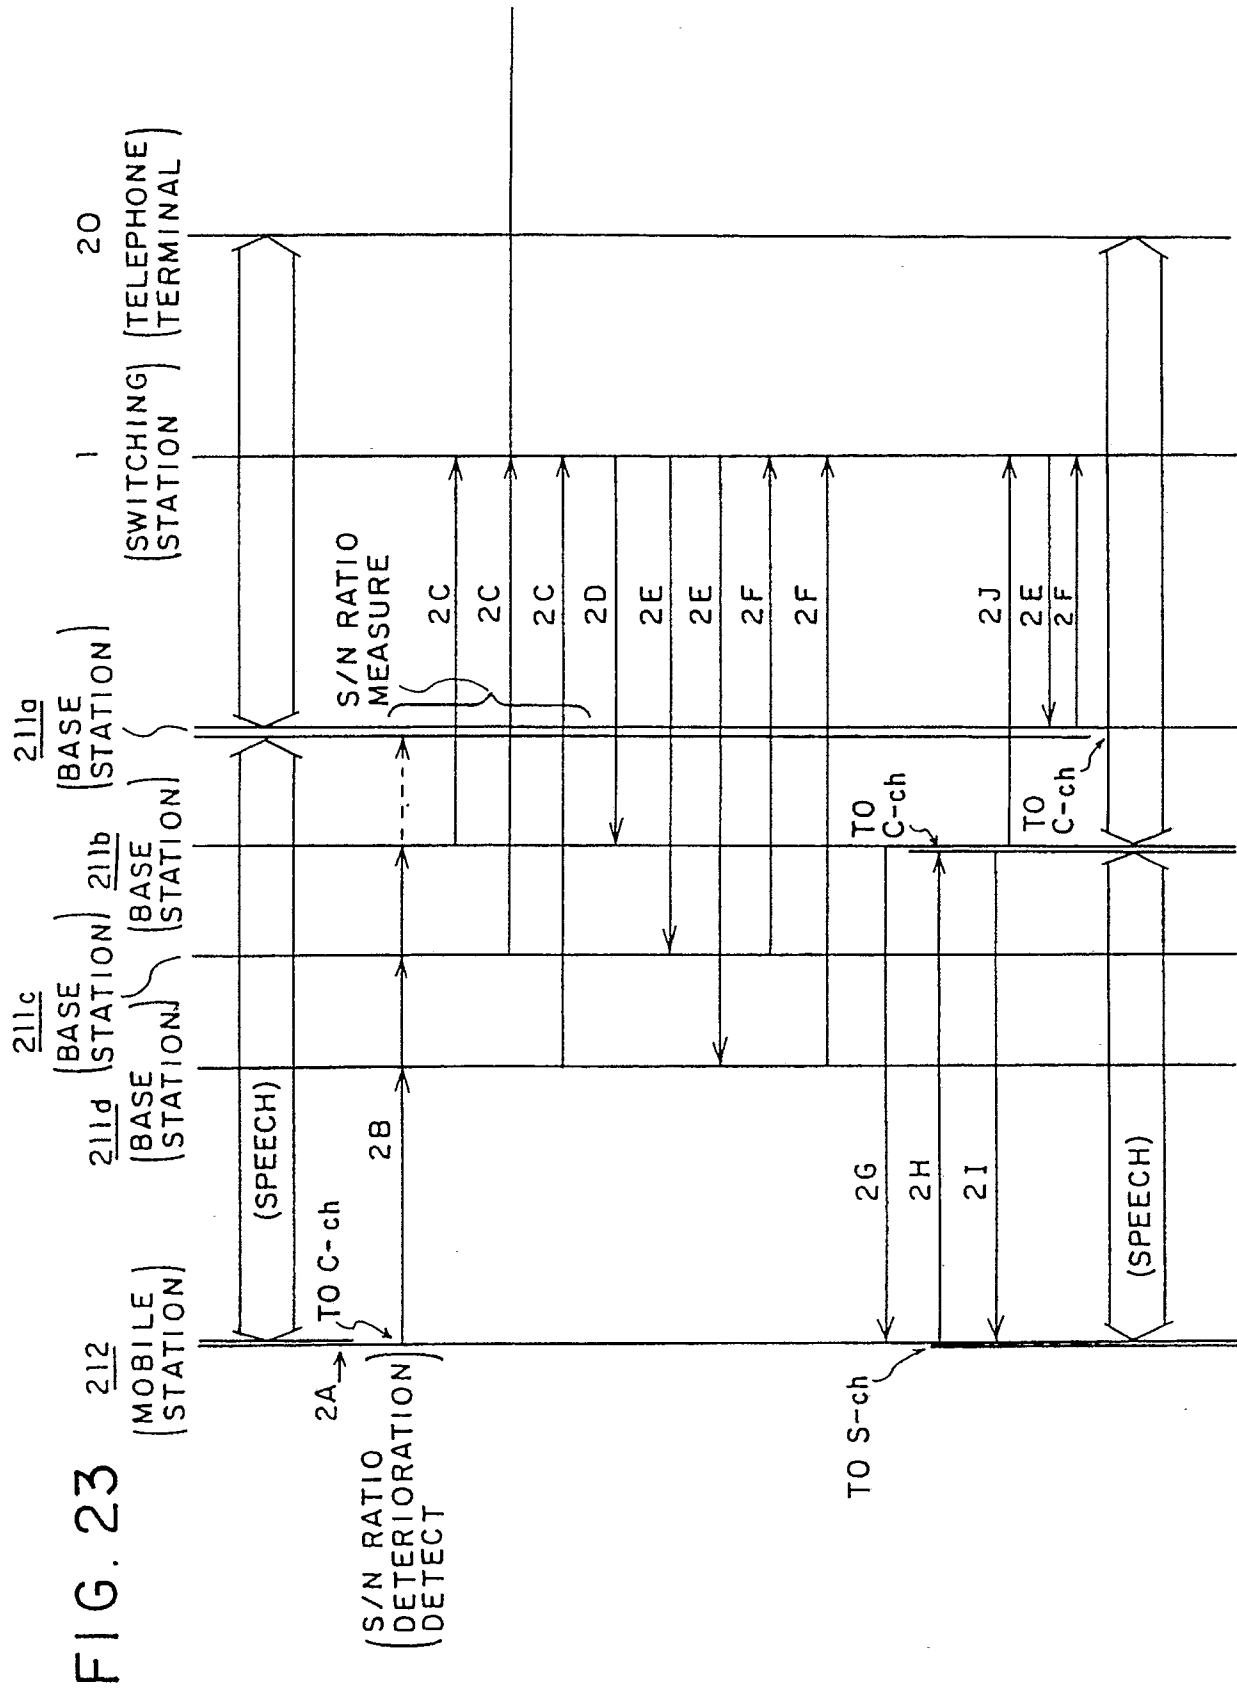 FIG. 23
212
(MOBILE
STATION)
211d
(BASE
STATION)
211c
(BASE
STATION)
211b
(BASE
STATION)
211a
(BASE
STATION)
1
(SWITCHING
STATION)
20
(TELEPHONE
TERMINAL)
(SPEECH)
2A
TO C-ch
(S/N RATIO
DETERIORATION
DETECT)
2B
S/N RATIO
MEASURE
2C
2C
2C
2D
2E
2E
2F
2F
2G
TO
C-ch
2H
TO S-ch
2I
2J
2E
2F
TO
C-ch
(SPEECH)